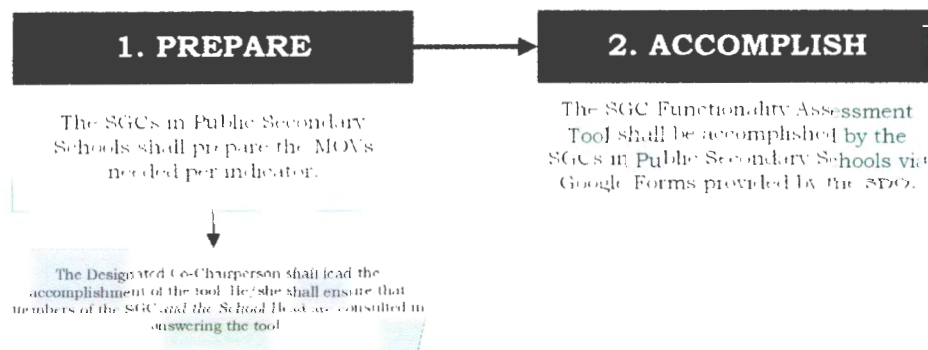 1. PREPARE
The SGCs in Public Secondary
Schools shall prepare the MOVs
needed per indicator.
The Designated Co-Chairperson shall lead the
accomplishment of the tool. He/she shall ensure that
members of the SGC and the School Head are consulted in
answering the tool
2. ACCOMPLISH
The SGC Functionality Assessment
Tool shall be accomplished by the
SGCs in Public Secondary Schools via
Google Forms provided by the SDO.